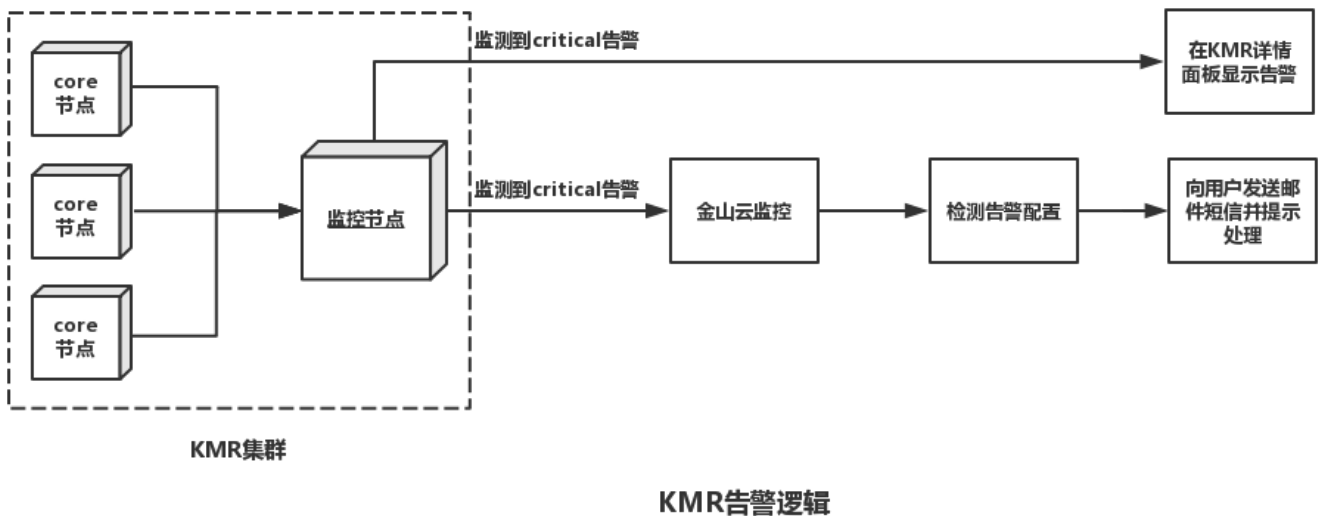 监测到critical告警
在KMR详情
面板显示告警
core
节点
core
节点
core
节点
监控节点
监测到critical告警
金山云监控
检测告警配置
向用户发送邮
件短信并提示
处理
KMR集群
KMR告警逻辑